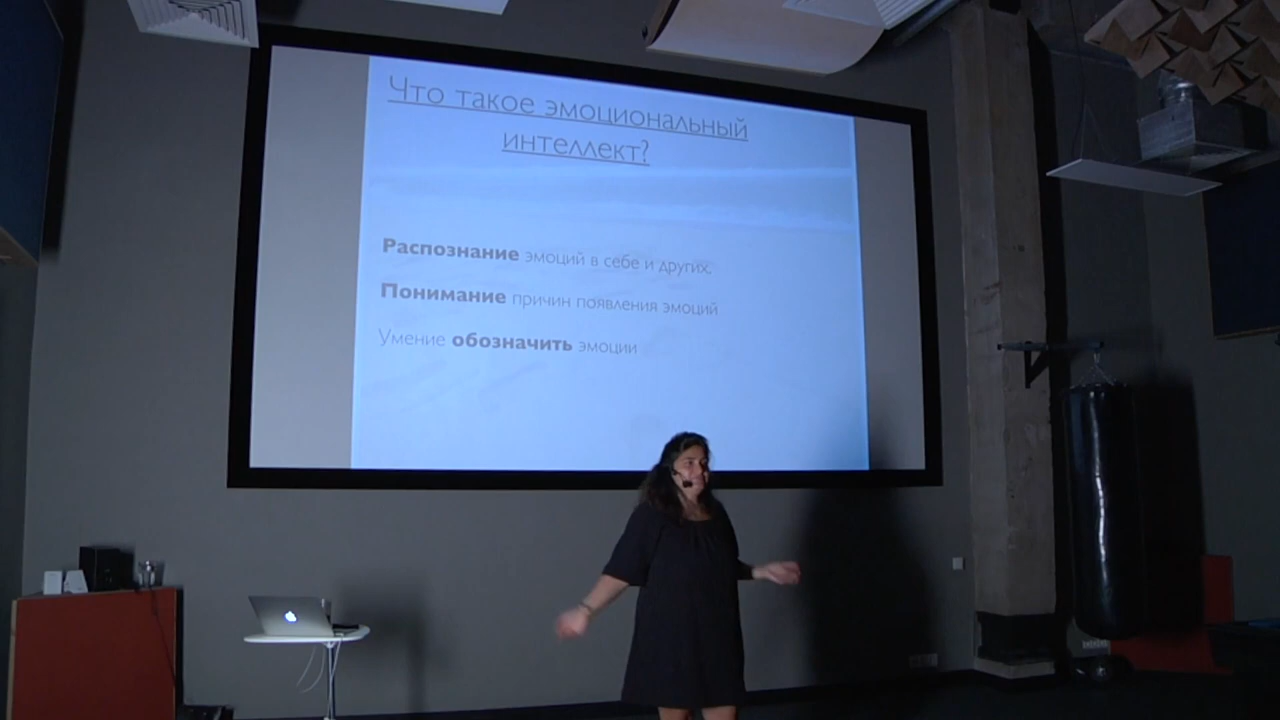 Что такое эмоциональный
интеллект?
Распознание эмоций в себе и других.
Понимание причин появления эмоций
Умение обозначить эмоции